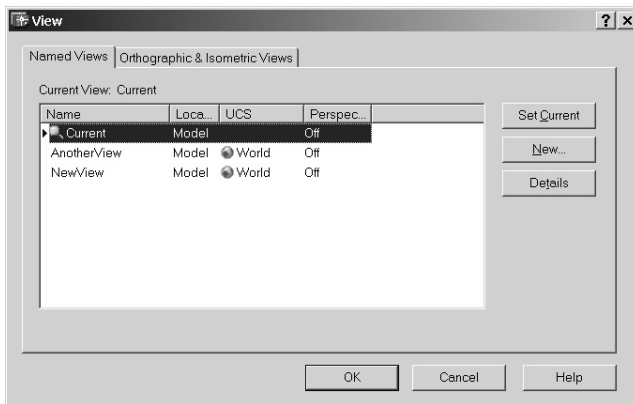 View
Named Views Orthographic & Isometric Views
Current View: Current
Name Loca... UCS Perspec...
Current Model Off
AnotherView Model World Off
NewView Model World Off
Set Current
New...
Details
OK Cancel Help